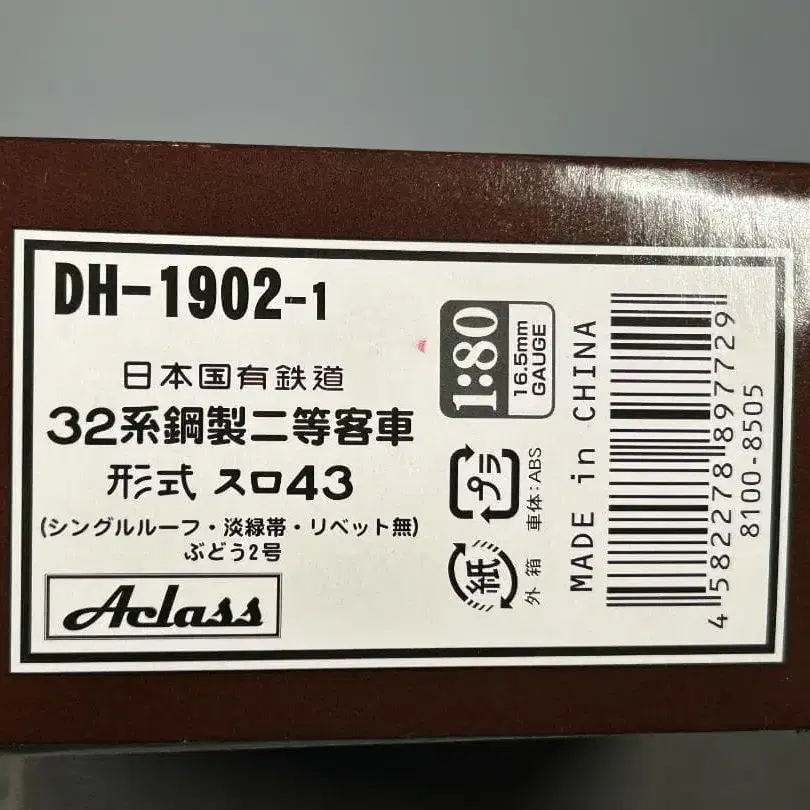 DH-1902-1
日本国有鉄道
32系鋼製二等客車
形式 スロ43
(シングルルーフ・淡緑帯・リベット無)
ぶどう2号
Aclass
1:80
16.5mm
GAUGE
プラ
車体:ABS
紙
外箱
MADE in CHINA
4582278897729
8100-8505